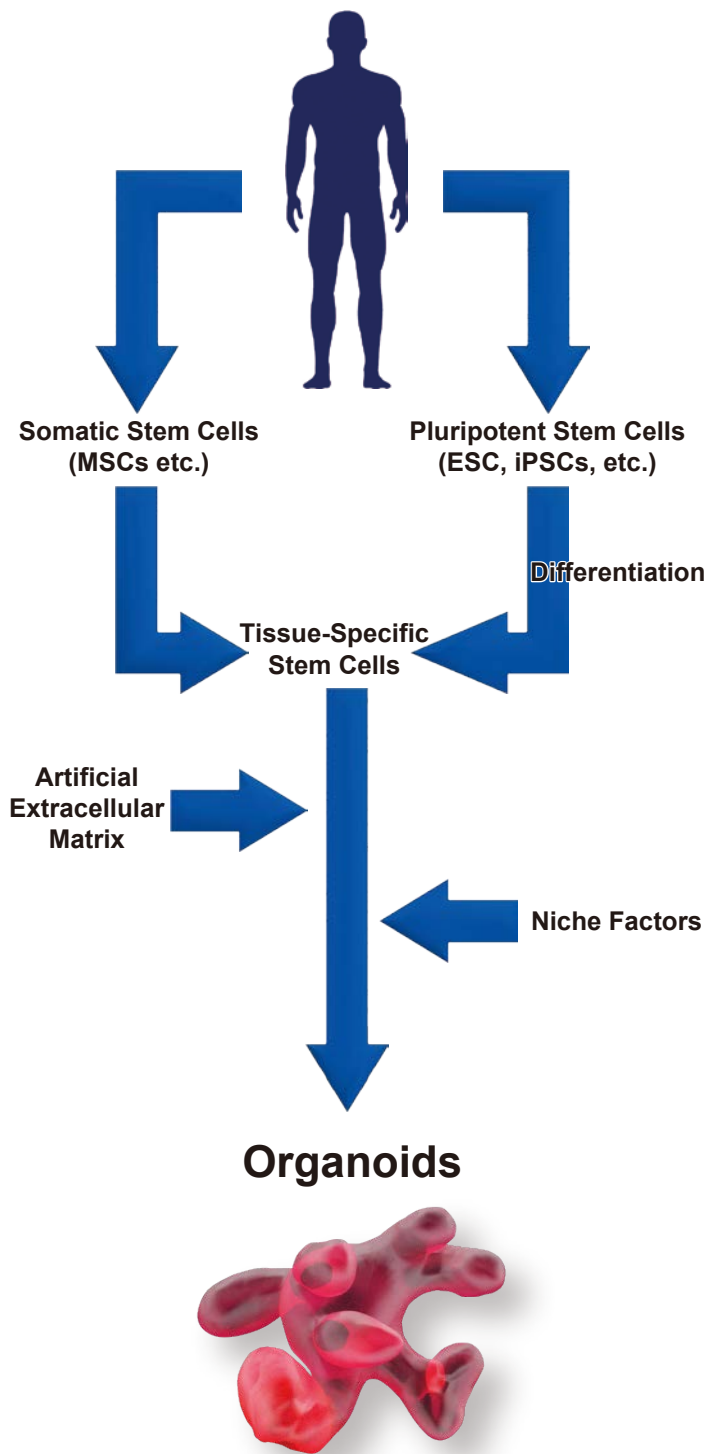 Somatic Stem Cells
(MSCs etc.)
Pluripotent Stem Cells
(ESC, iPSCs, etc.)
Differentiation
Tissue-Specific
Stem Cells
Artificial
Extracellular
Matrix
Niche Factors
Organoids